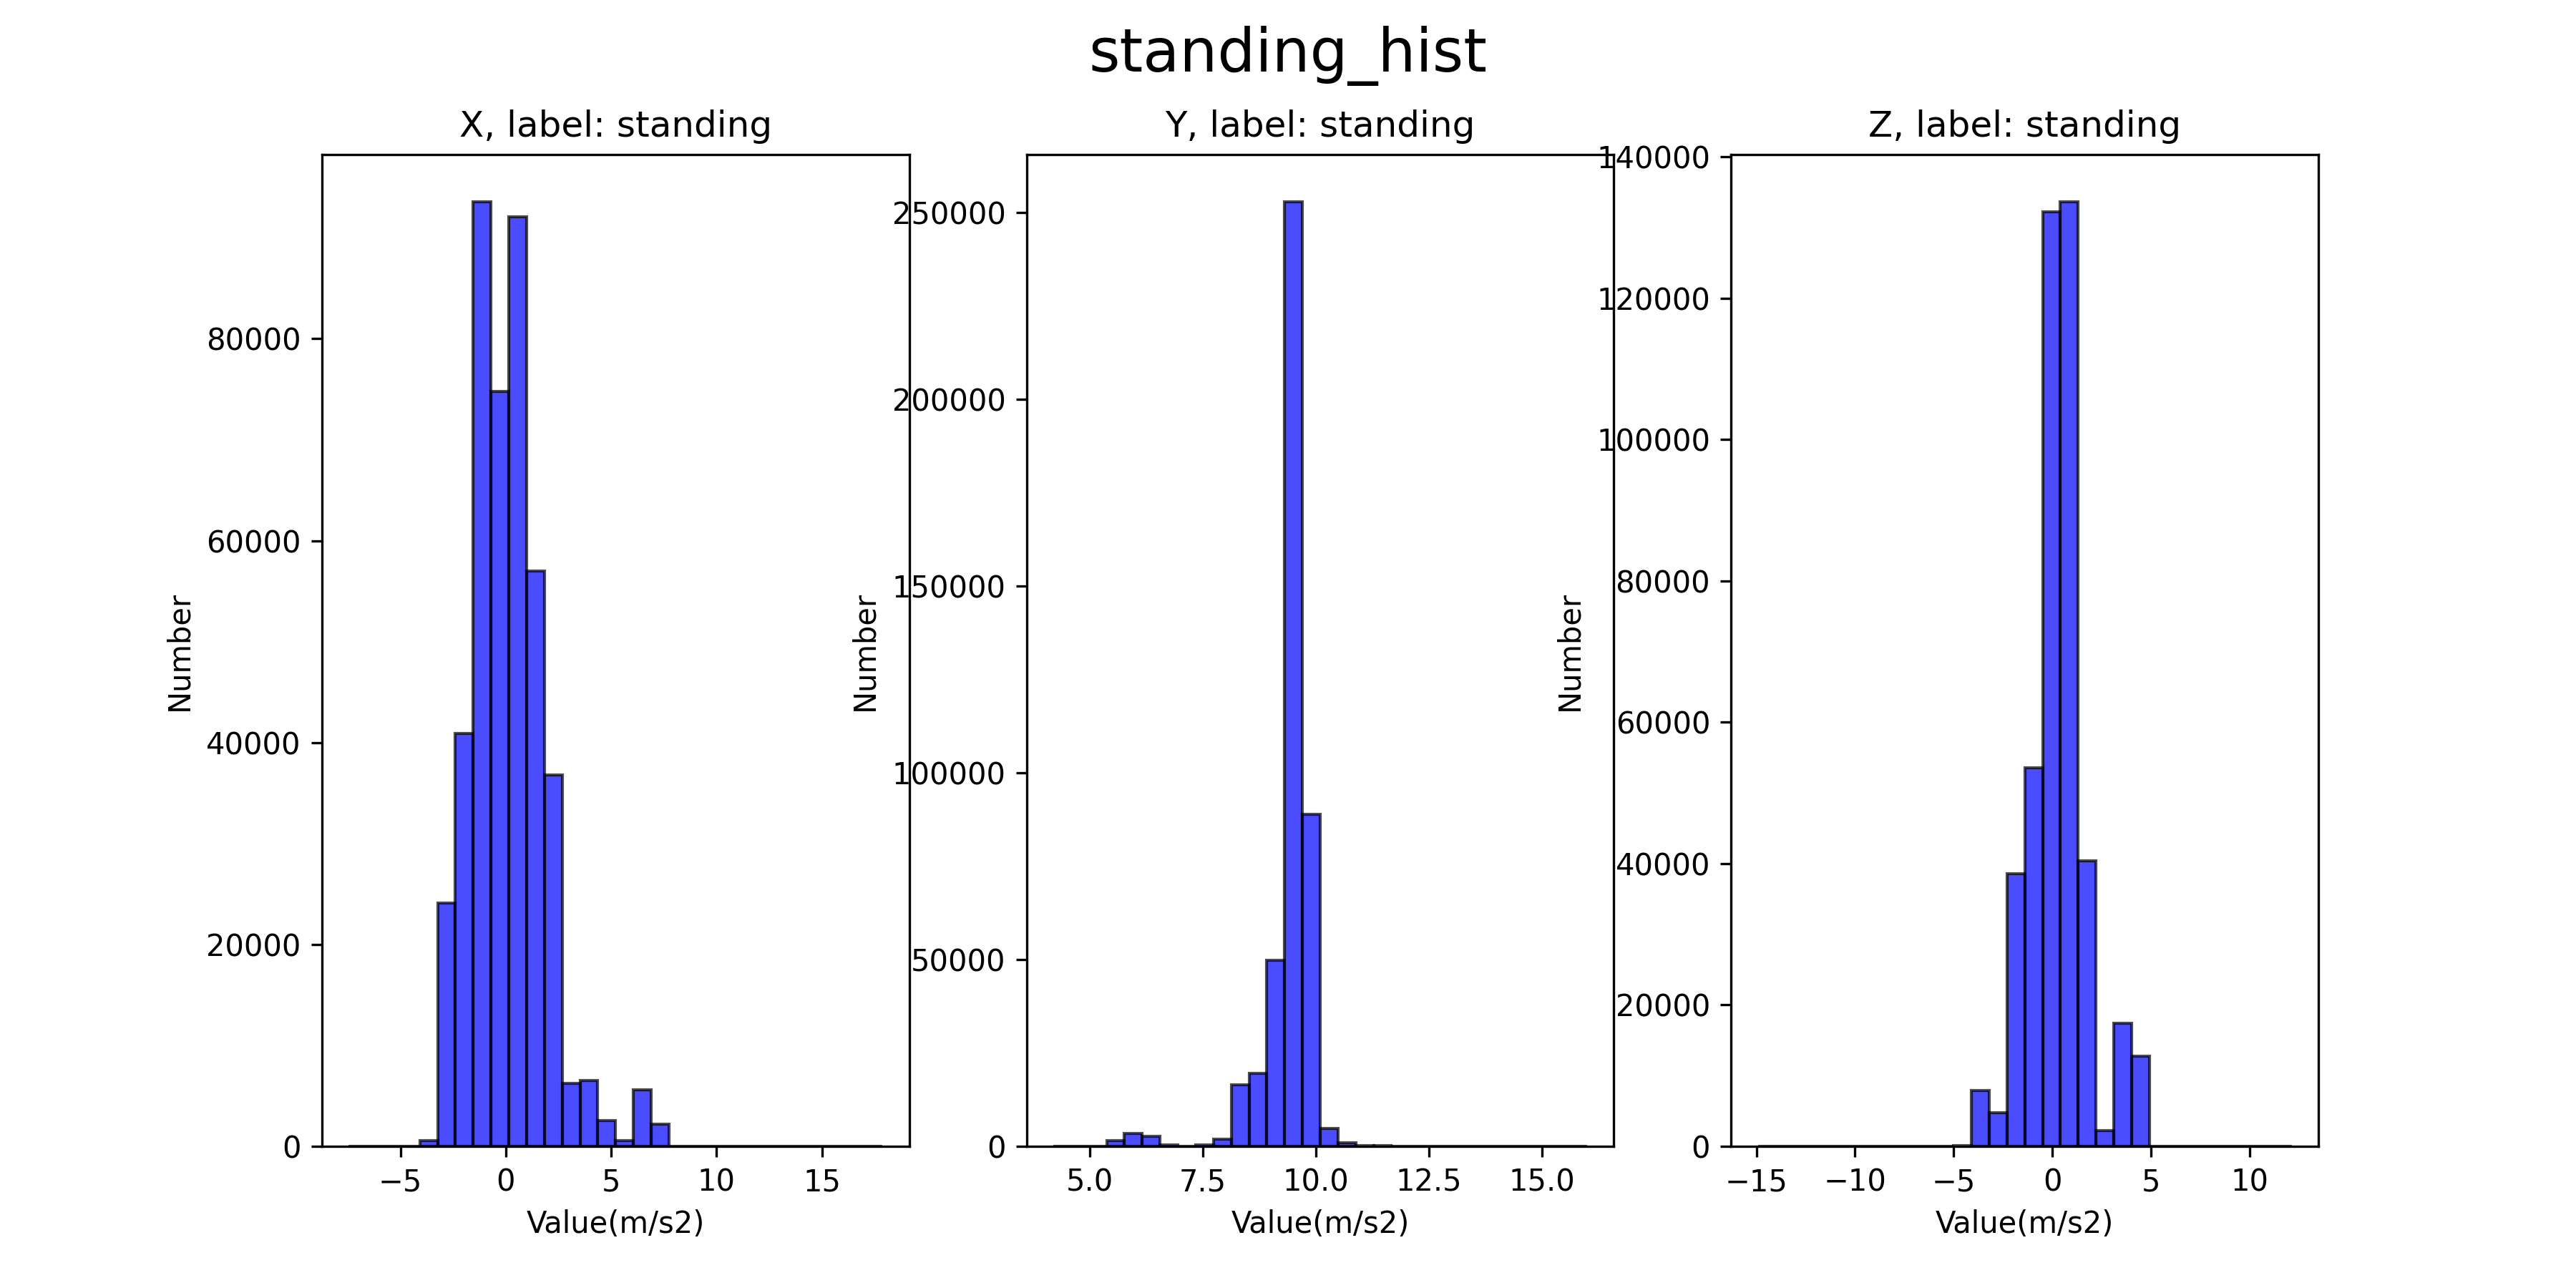 standing_hist
X, label: standing
80000
60000
40000
20000
0
Number
−5 0 5 10 15
Value(m/s2)
Y, label: standing
250000
200000
150000
100000
50000
0
Number
5.0 7.5 10.0 12.5 15.0
Value(m/s2)
Z, label: standing
140000
120000
100000
80000
60000
40000
20000
0
Number
−15 −10 −5 0 5 10
Value(m/s2)